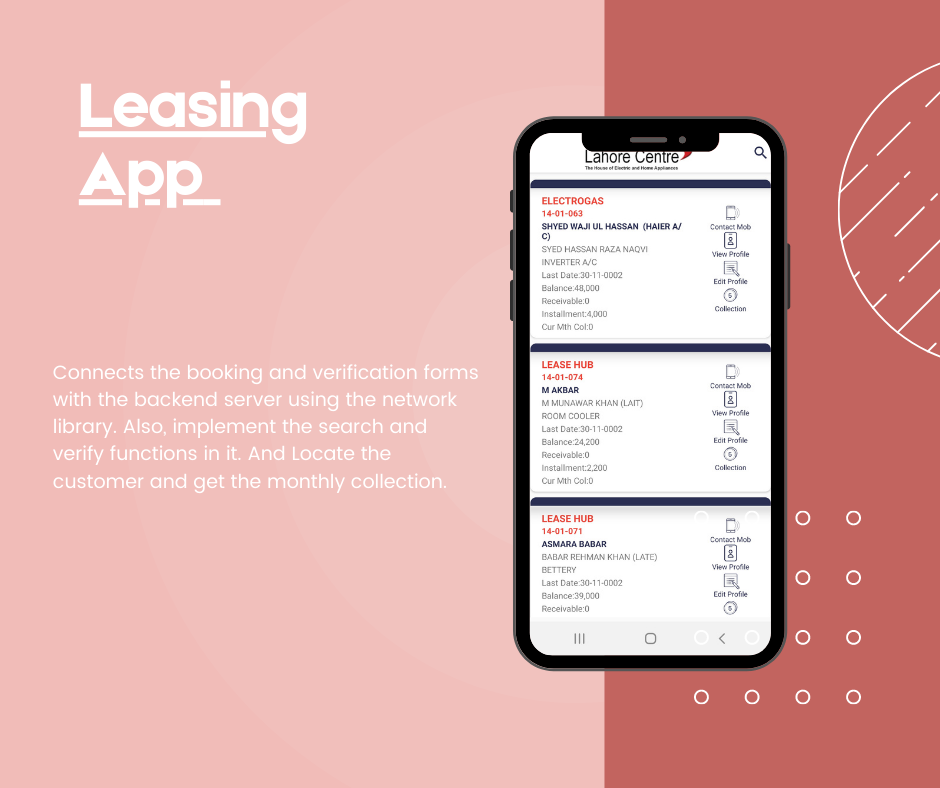 Leasing
App
Connects the booking and verification forms
with the backend server using the network
library. Also, implement the search and
verify functions in it. And Locate the
customer and get the monthly collection.
Lahore Centre
The House of Electric and Home Appliances
ELECTROGAS
14-01-063
SHYED WAJI UL HASSAN (HAIER A/
C)
SYED HASSAN RAZA NAQVI
INVERTER A/C
Last Date:30-11-0002
Balance:48,000
Receivable:0
Installment:4,000
Cur Mth Col:0
Contact Mob
View Profile
Edit Profile
Collection
LEASE HUB
14-01-074
M AKBAR
M MUNAWAR KHAN (LAIT)
ROOM COOLER
Last Date:30-11-0002
Balance:24,200
Receivable:0
Installment:2,200
Cur Mth Col:0
Contact Mob
View Profile
Edit Profile
Collection
LEASE HUB
14-01-071
ASMARA BABAR
BABAR REHMAN KHAN (LATE)
BETTERY
Last Date:30-11-0002
Balance:39,000
Receivable:0
Contact Mob
View Profile
Edit Profile